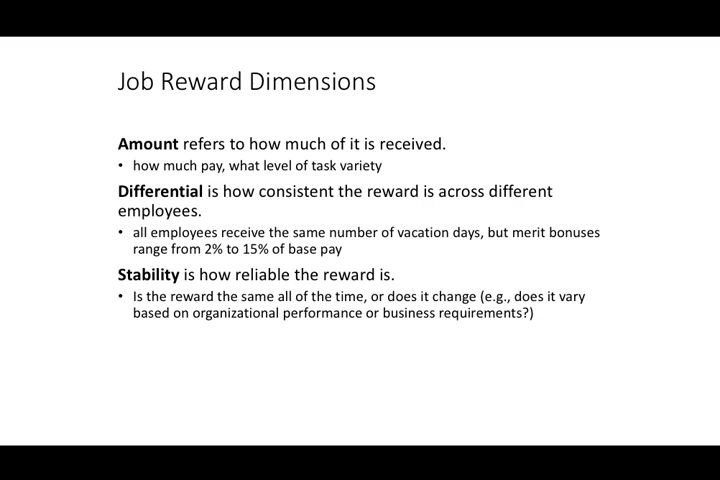 Job Reward Dimensions
Amount refers to how much of it is received.
• how much pay, what level of task variety
Differential is how consistent the reward is across different
employees.
• all employees receive the same number of vacation days, but merit bonuses
range from 2% to 15% of base pay
Stability is how reliable the reward is.
• Is the reward the same all of the time, or does it change (e.g., does it vary
based on organizational performance or business requirements?)